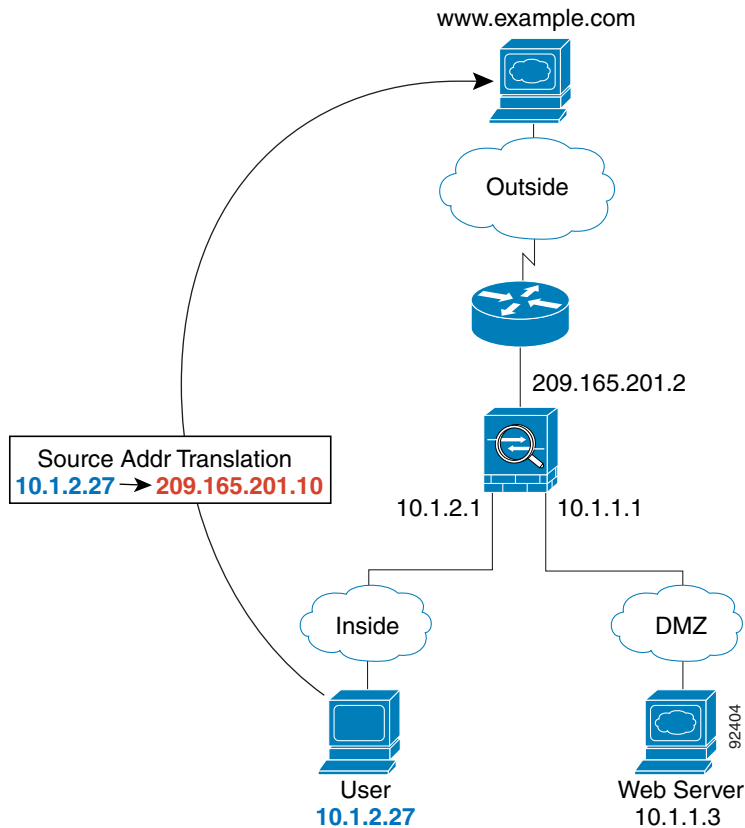 www.example.com
Outside
209.165.201.2
Source Addr Translation
10.1.2.27 209.165.201.10
10.1.2.1
10.1.1.1
Inside
DMZ
92404
User
10.1.2.27
Web Server
10.1.1.3